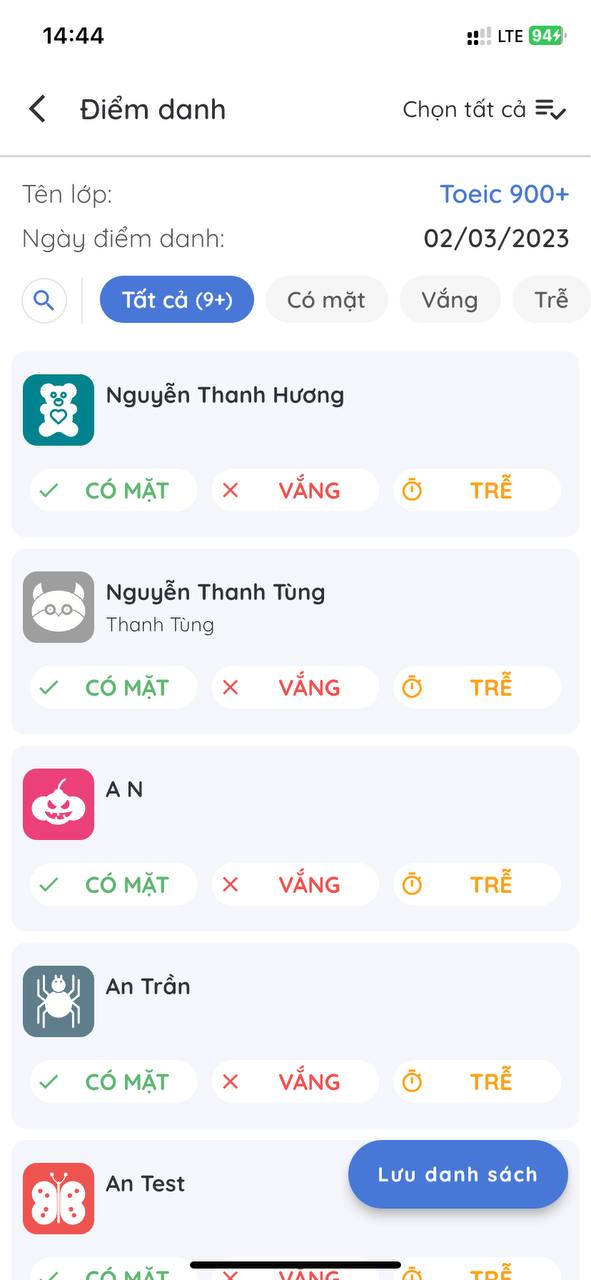 14:44
LTE 94
Điểm danh
Chọn tất cả
Tên lớp:
Toeic 900+
Ngày điểm danh:
02/03/2023
Tất cả (9+) Có mặt Vắng Trễ
Nguyễn Thanh Hương
CÓ MẶT VẮNG TRỄ
Nguyễn Thanh Tùng
Thanh Tùng
CÓ MẶT VẮNG TRỄ
A N
CÓ MẶT VẮNG TRỄ
An Trần
CÓ MẶT VẮNG TRỄ
An Test
Lưu danh sách
CÓ MẶT VẮNG TRỄ